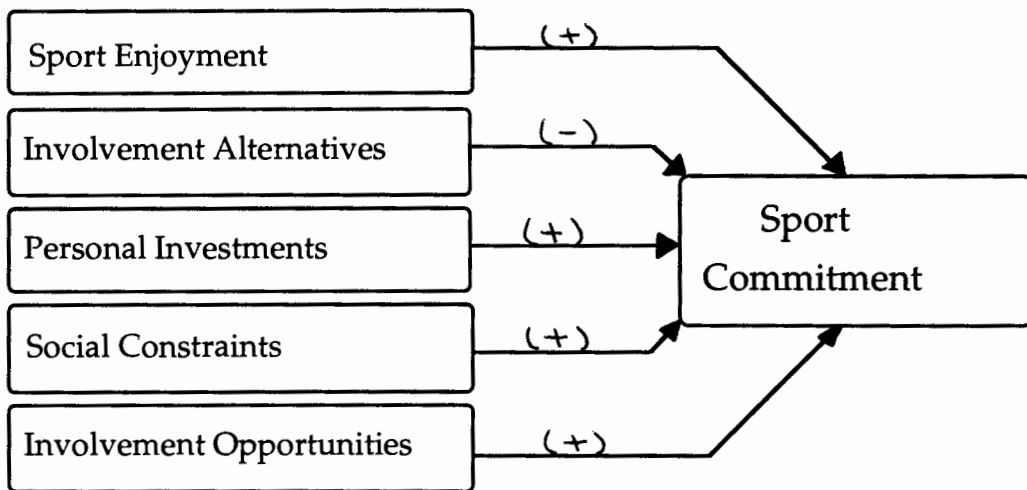 Sport Enjoyment
(+)
Involvement Alternatives
(-)
Personal Investments
(+)
Social Constraints
(+)
Involvement Opportunities
(+)
Sport
Commitment